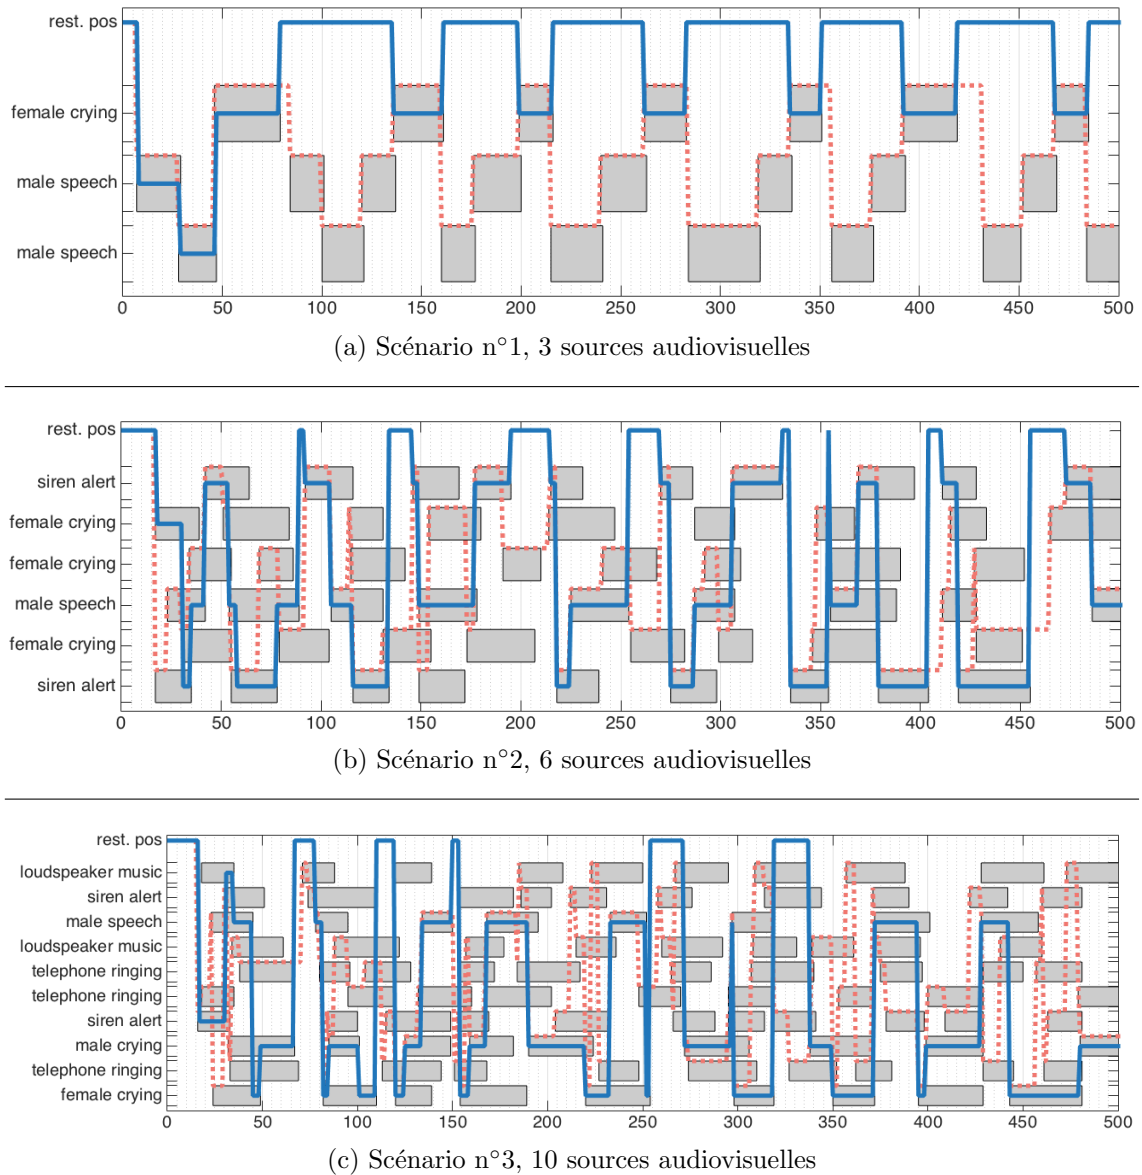 rest. pos
female crying
male speech
male speech
0 50 100 150 200 250 300 350 400 450 500
(a) Scénario n°1, 3 sources audiovisuelles
rest. pos
siren alert
female crying
female crying
male speech
female crying
siren alert
0 50 100 150 200 250 300 350 400 450 500
(b) Scénario n°2, 6 sources audiovisuelles
rest. pos
loudspeaker music
siren alert
male speech
loudspeaker music
telephone ringing
telephone ringing
siren alert
male crying
telephone ringing
female crying
0 50 100 150 200 250 300 350 400 450 500
(c) Scénario n°3, 10 sources audiovisuelles